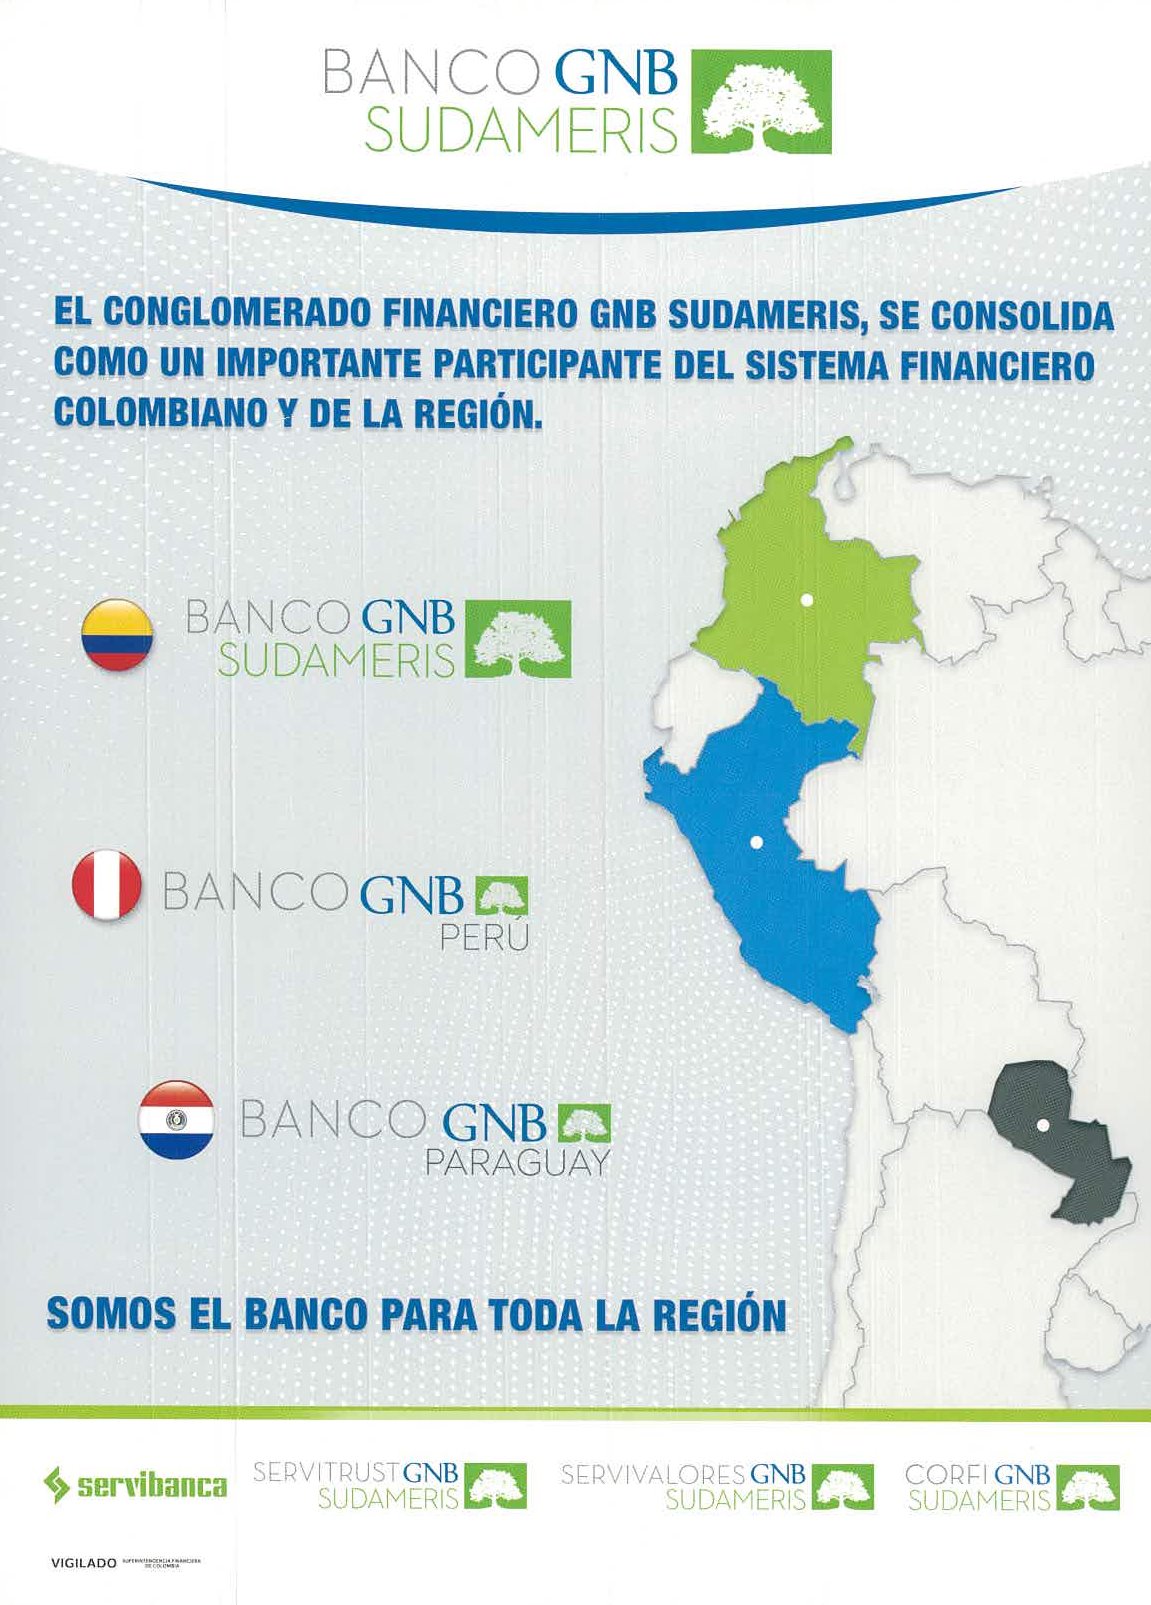 BANCO GNB
SUDAMERIS
EL CONGLOMERADO FINANCIERO GNB SUDAMERIS, SE CONSOLIDA
COMO UN IMPORTANTE PARTICIPANTE DEL SISTEMA FINANCIERO
COLOMBIANO Y DE LA REGIÓN.
BANCO GNB
SUDAMERIS
BANCO GNB
PERÚ
BANCO GNB
PARAGUAY
SOMOS EL BANCO PARA TODA LA REGIÓN
servibanca
SERVITRUST GNB
SUDAMERIS
SERVIVALORES GNB
SUDAMERIS
CORFI GNB
SUDAMERIS
VIGILADO SUPERINTENDENCIA FINANCIERA
DE COLOMBIA